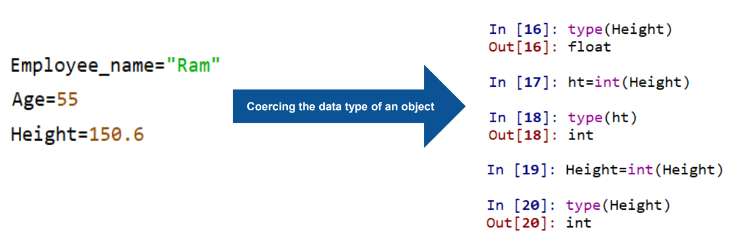 Employee_name="Ram"
Age=55
Height=150.6
Coercing the data type of an object
In [16]: type(Height)
Out[16]: float
In [17]: ht=int(Height)
In [18]: type(ht)
Out[18]: int
In [19]: Height=int(Height)
In [20]: type(Height)
Out[20]: int